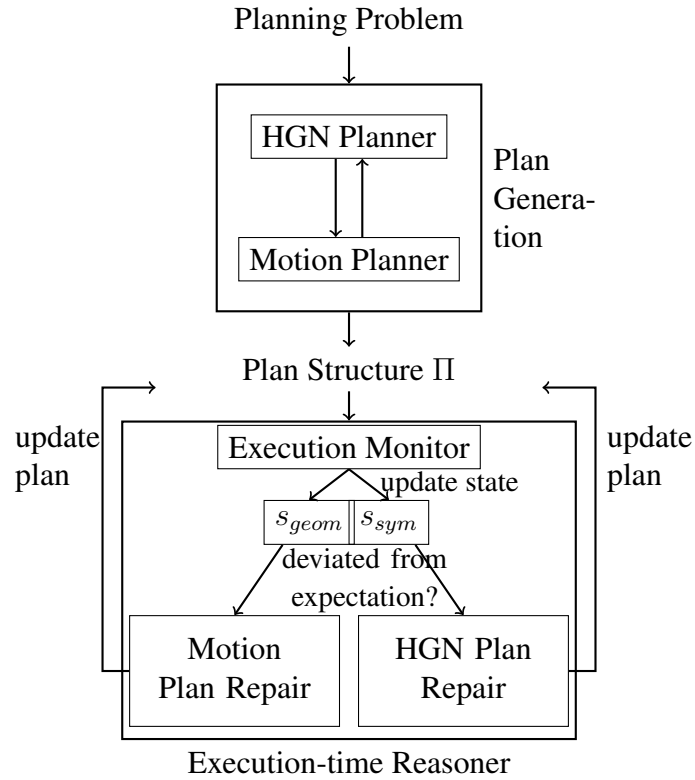 Planning Problem
HGN Planner
Motion Planner
Plan
Genera-
tion
Plan Structure Π
update
plan
update
plan
Execution Monitor
update state
s_geom s_sym
deviated from
expectation?
Motion
Plan Repair
HGN Plan
Repair
Execution-time Reasoner